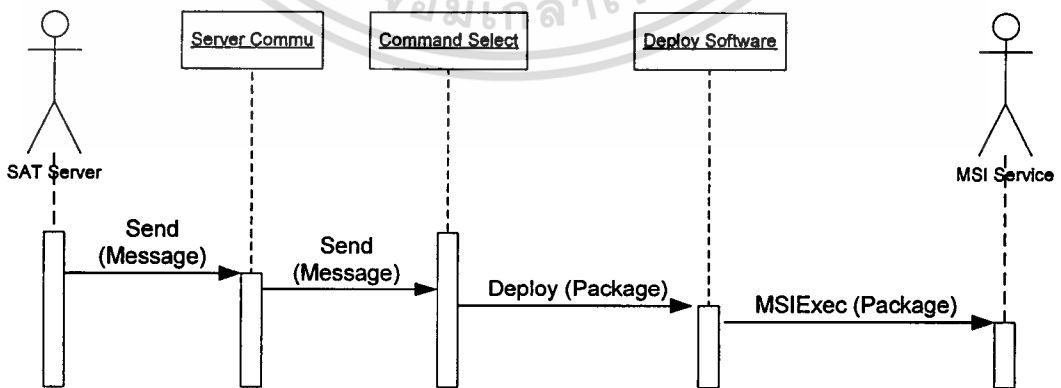 Server Commu
Command Select
Deploy Software
SAT Server
MSI Service
Send
(Message)
Send
(Message)
Deploy (Package)
MSIExec (Package)